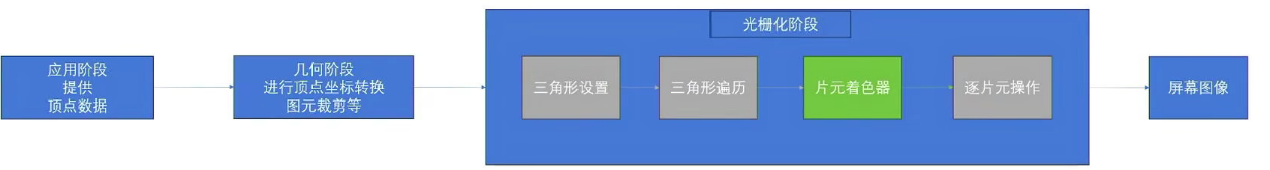 应用阶段
提供
顶点数据
几何阶段
进行顶点坐标转换
图元裁剪等
光栅化阶段
三角形设置
三角形遍历
片元着色器
逐片元操作
屏幕图像